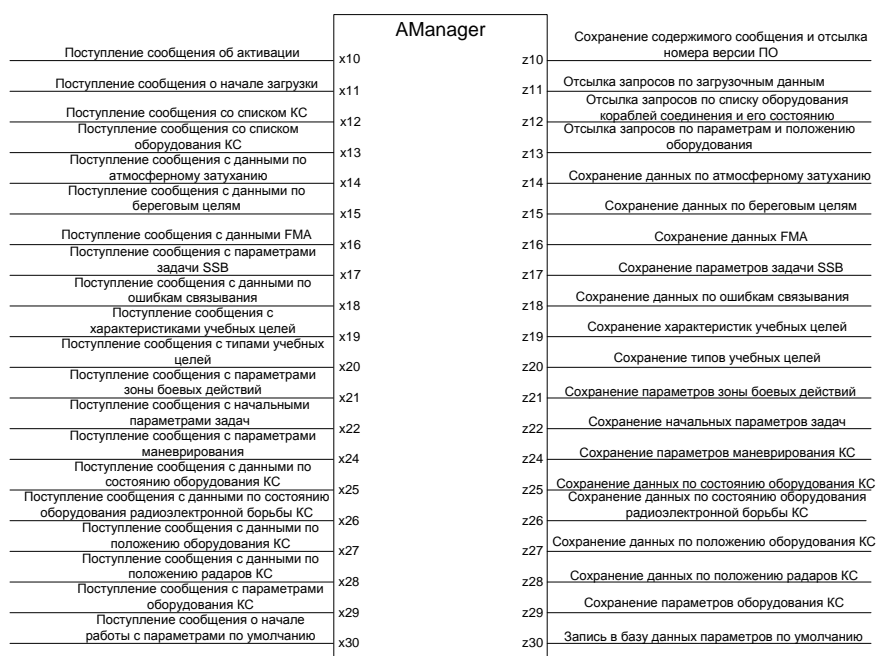 AManager
Поступление сообщения об активации
x10
Поступление сообщения о начале загрузки
x11
Поступление сообщения со списком КС
x12
Поступление сообщения со списком
оборудования КС
x13
Поступление сообщения с данными по
атмосферному затуханию
x14
Поступление сообщения с данными по
береговым целям
x15
Поступление сообщения с данными FMA
x16
Поступление сообщения с параметрами
задачи SSB
x17
Поступление сообщения с данными по
ошибкам связывания
x18
Поступление сообщения с
характеристиками учебных целей
x19
Поступление сообщения с типами учебных
целей
x20
Поступление сообщения с параметрами
зоны боевых действий
x21
Поступление сообщения с начальными
параметрами задач
x22
Поступление сообщения с параметрами
маневрирования
x24
Поступление сообщения с данными по
состоянию оборудования КС
x25
Поступление сообщения с данными по состоянию
оборудования радиоэлектронной борьбы КС
x26
Поступление сообщения с данными по
положению оборудования КС
x27
Поступление сообщения с данными по
положению радаров КС
x28
Поступление сообщения с параметрами
оборудования КС
x29
Поступление сообщения о начале
работы с параметрами по умолчанию
x30
Сохранение содержимого сообщения и отсылка
номера версии ПО
z10
Отсылка запросов по загрузочным данным
z11
Отсылка запросов по списку оборудования
кораблей соединения и его состоянию
z12
Отсылка запросов по параметрам и положению
оборудования
z13
Сохранение данных по атмосферному затуханию
z14
Сохранение данных по береговым целям
z15
Сохранение данных FMA
z16
Сохранение параметров задачи SSB
z17
Сохранение данных по ошибкам связывания
z18
Сохранение характеристик учебных целей
z19
Сохранение типов учебных целей
z20
Сохранение параметров зоны боевых действий
z21
Сохранение начальных параметров задач
z22
Сохранение параметров маневрирования КС
z24
Сохранение данных по состоянию оборудования КС
z25
Сохранение данных по состоянию оборудования
радиоэлектронной борьбы КС
z26
Сохранение данных по положению оборудования КС
z27
Сохранение данных по положению радаров КС
z28
Сохранение параметров оборудования КС
z29
Запись в базу данных параметров по умолчанию
z30